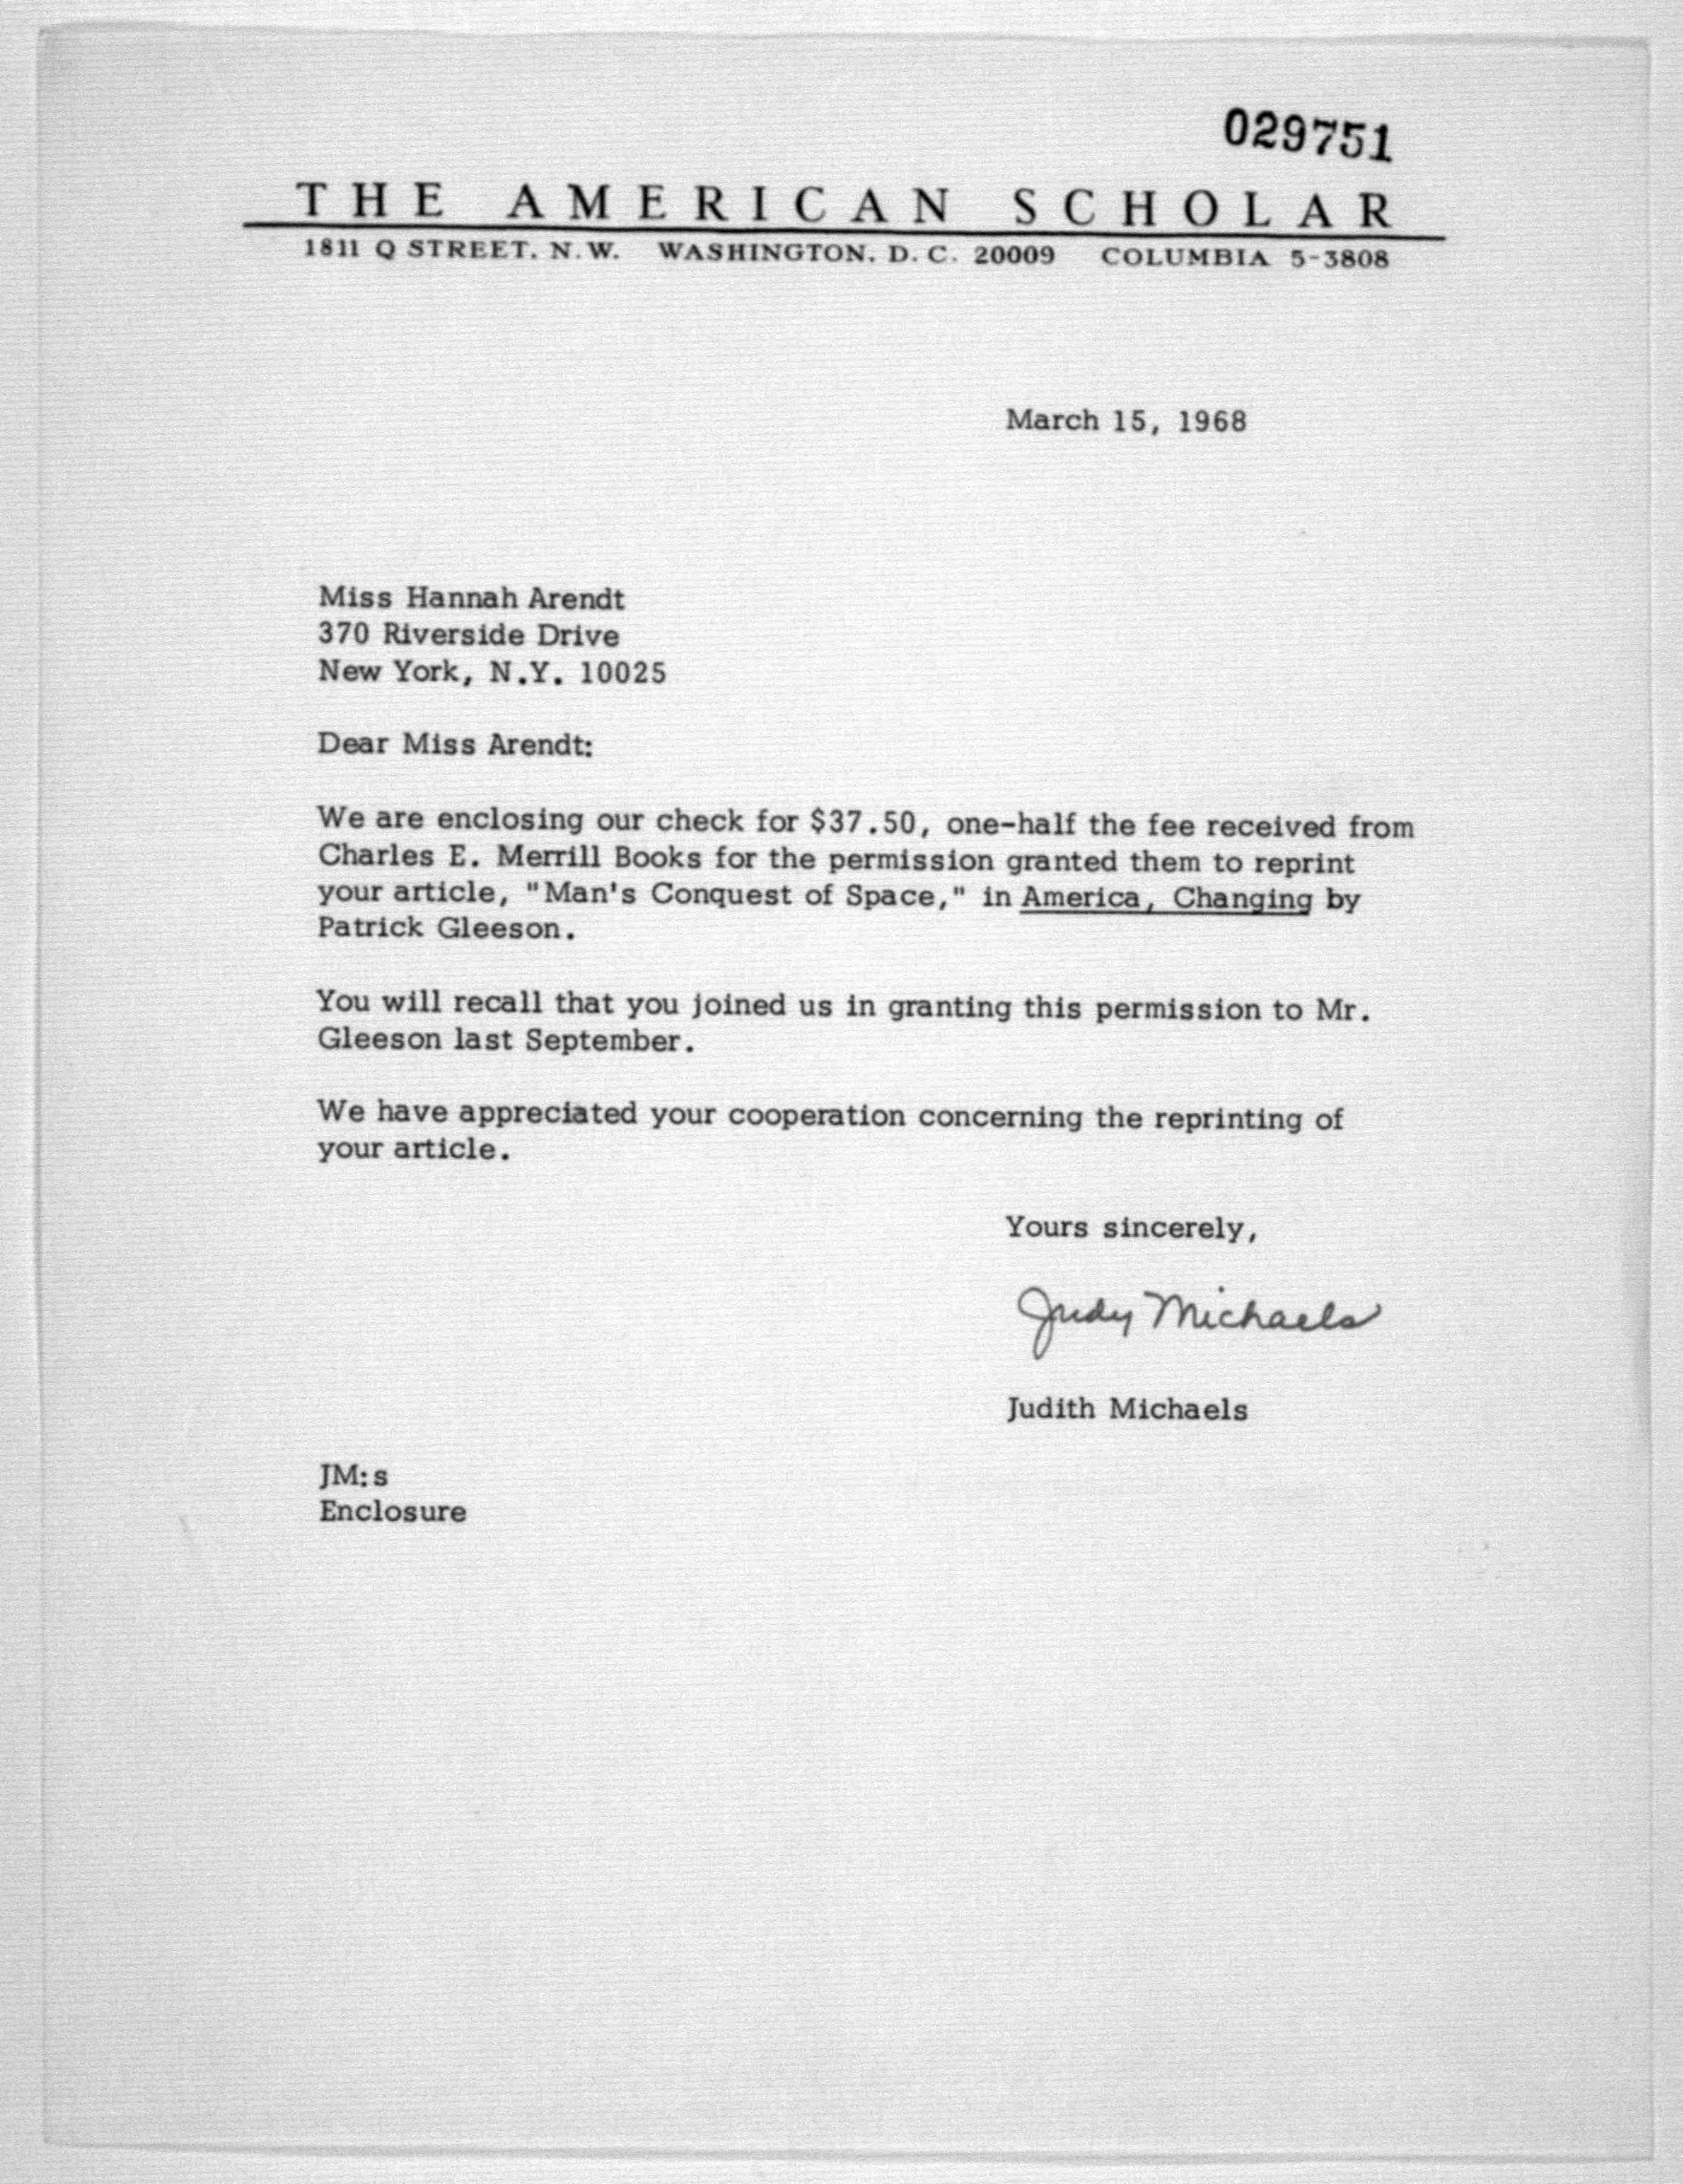 029751
THE AMERICAN SCHOLAR
1811 Q STREET. N. W. WASHINGTON. D. C. 20009 COLUMBIA 5-3808
March 15, 1968
Miss Hannah Arendt
370 Riverside Drive
New York, N.Y. 10025
Dear Miss Arendt:
We are enclosing our check for $37.50, one-half the fee received from
Charles E. Merrill Books for the permission granted them to reprint
your article, "Man's Conquest of Space," in America, Changing by
Patrick Gleeson.
You will recall that you joined us in granting this permission to Mr.
Gleeson last September.
We have appreciated your cooperation concerning the reprinting of
your article.
Yours sincerely,
Judy Michaels
Judith Michaels
JM:s
Enclosure